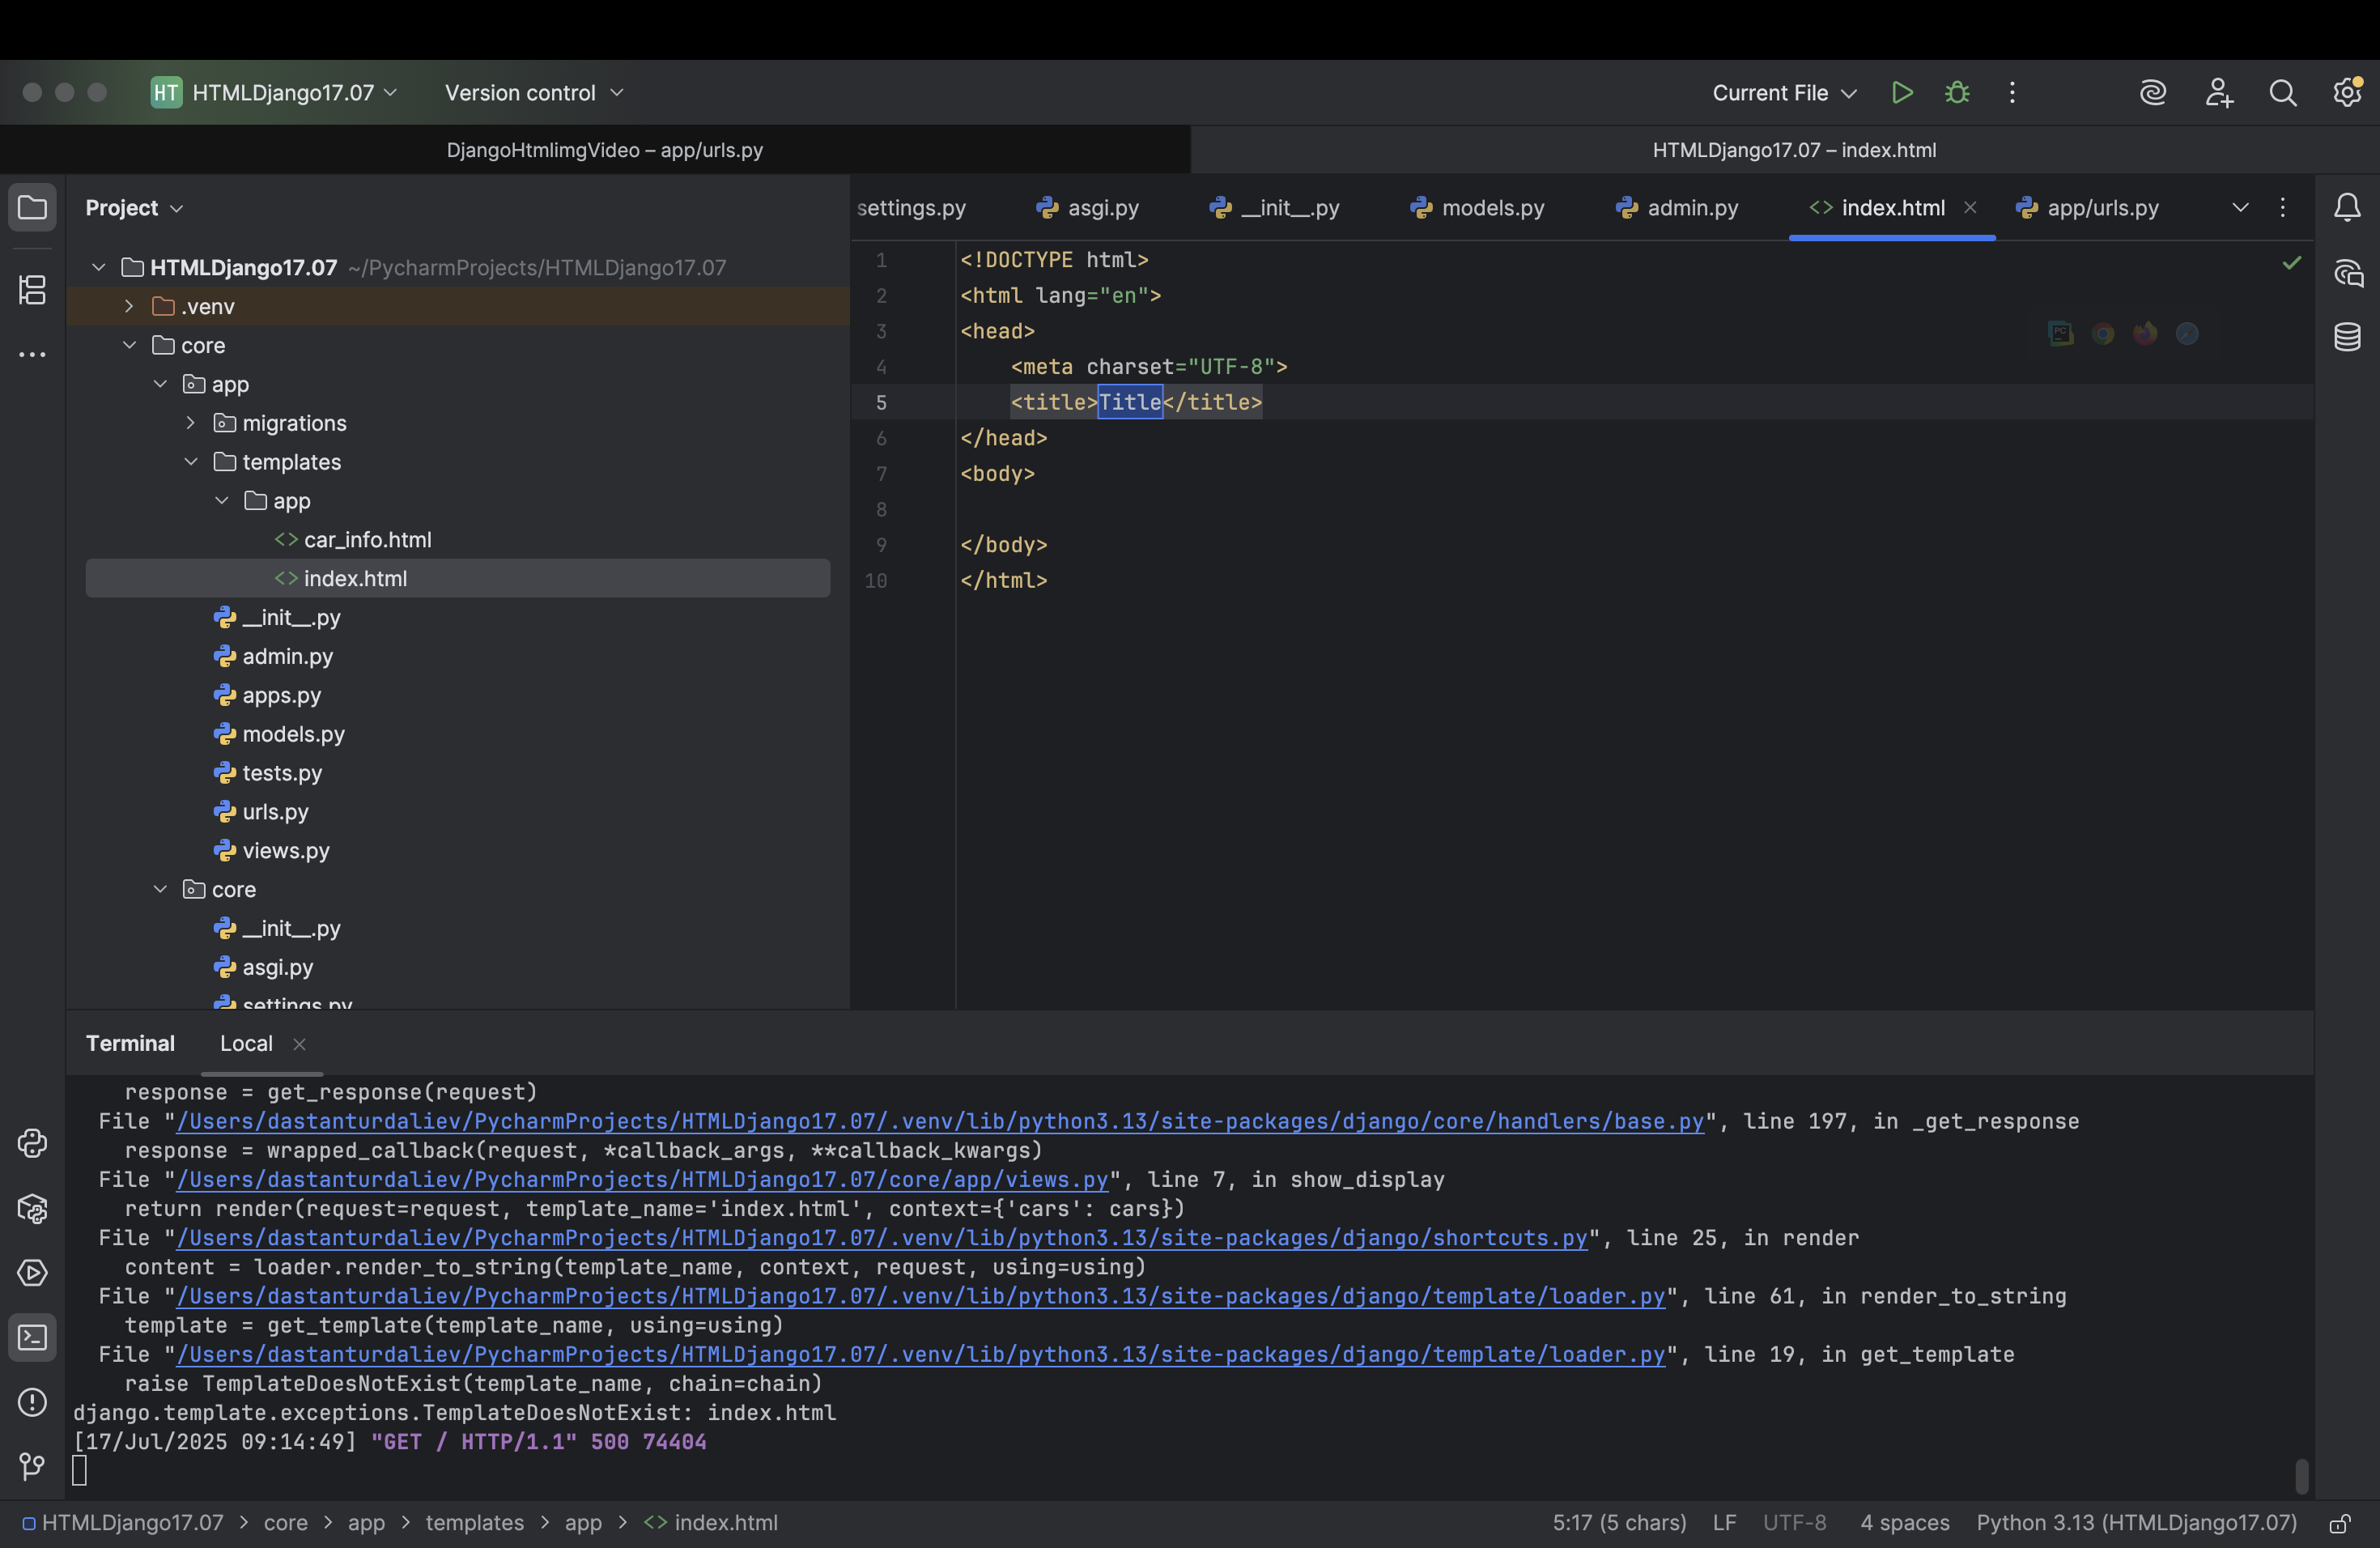 HT HTMLDjango17.07 Version control Current File
DjangoHtmlimgVideo – app/urls.py HTMLDjango17.07 – index.html
Project
settings.py asgi.py __init__.py models.py admin.py <> index.html app/urls.py
HTMLDjango17.07 ~/PycharmProjects/HTMLDjango17.07
.venv
core
app
migrations
templates
app
<> car_info.html
<> index.html
__init__.py
admin.py
apps.py
models.py
tests.py
urls.py
views.py
core
__init__.py
asgi.py
settings.py
1 <!DOCTYPE html>
2 <html lang="en">
3 <head>
4 <meta charset="UTF-8">
5 <title>Title</title>
6 </head>
7 <body>
8
9 </body>
10 </html>
PC
Terminal Local
response = get_response(request)
File "/Users/dastanturdaliev/PycharmProjects/HTMLDjango17.07/.venv/lib/python3.13/site-packages/django/core/handlers/base.py", line 197, in _get_response
response = wrapped_callback(request, *callback_args, **callback_kwargs)
File "/Users/dastanturdaliev/PycharmProjects/HTMLDjango17.07/core/app/views.py", line 7, in show_display
return render(request=request, template_name='index.html', context={'cars': cars})
File "/Users/dastanturdaliev/PycharmProjects/HTMLDjango17.07/.venv/lib/python3.13/site-packages/django/shortcuts.py", line 25, in render
content = loader.render_to_string(template_name, context, request, using=using)
File "/Users/dastanturdaliev/PycharmProjects/HTMLDjango17.07/.venv/lib/python3.13/site-packages/django/template/loader.py", line 61, in render_to_string
template = get_template(template_name, using=using)
File "/Users/dastanturdaliev/PycharmProjects/HTMLDjango17.07/.venv/lib/python3.13/site-packages/django/template/loader.py", line 19, in get_template
raise TemplateDoesNotExist(template_name, chain=chain)
django.template.exceptions.TemplateDoesNotExist: index.html
[17/Jul/2025 09:14:49] "GET / HTTP/1.1" 500 74404
HTMLDjango17.07 > core > app > templates > app > <> index.html 5:17 (5 chars) LF UTF-8 4 spaces Python 3.13 (HTMLDjango17.07)